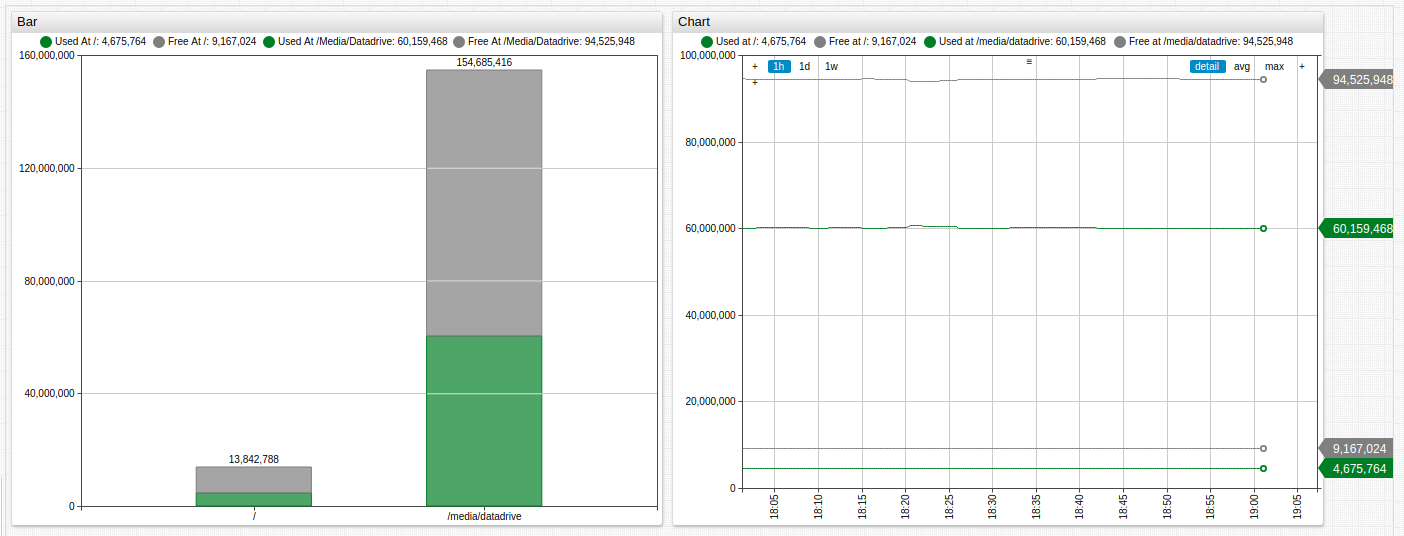 Bar
Used At /: 4,675,764 Free At /: 9,167,024 Used At /Media/Datadrive: 60,159,468 Free At /Media/Datadrive: 94,525,948
160,000,000
154,685,416
120,000,000
80,000,000
40,000,000
13,842,788
0
/ /media/datadrive
Chart
Used at /: 4,675,764 Free at /: 9,167,024 Used at /media/datadrive: 60,159,468 Free at /media/datadrive: 94,525,948
100,000,000
+ 1h 1d 1w ≡ detail avg max +
+
94,525,948
80,000,000
60,000,000
60,159,468
40,000,000
20,000,000
9,167,024
4,675,764
0
18:05 18:10 18:15 18:20 18:25 18:30 18:35 18:40 18:45 18:50 18:55 19:00 19:05